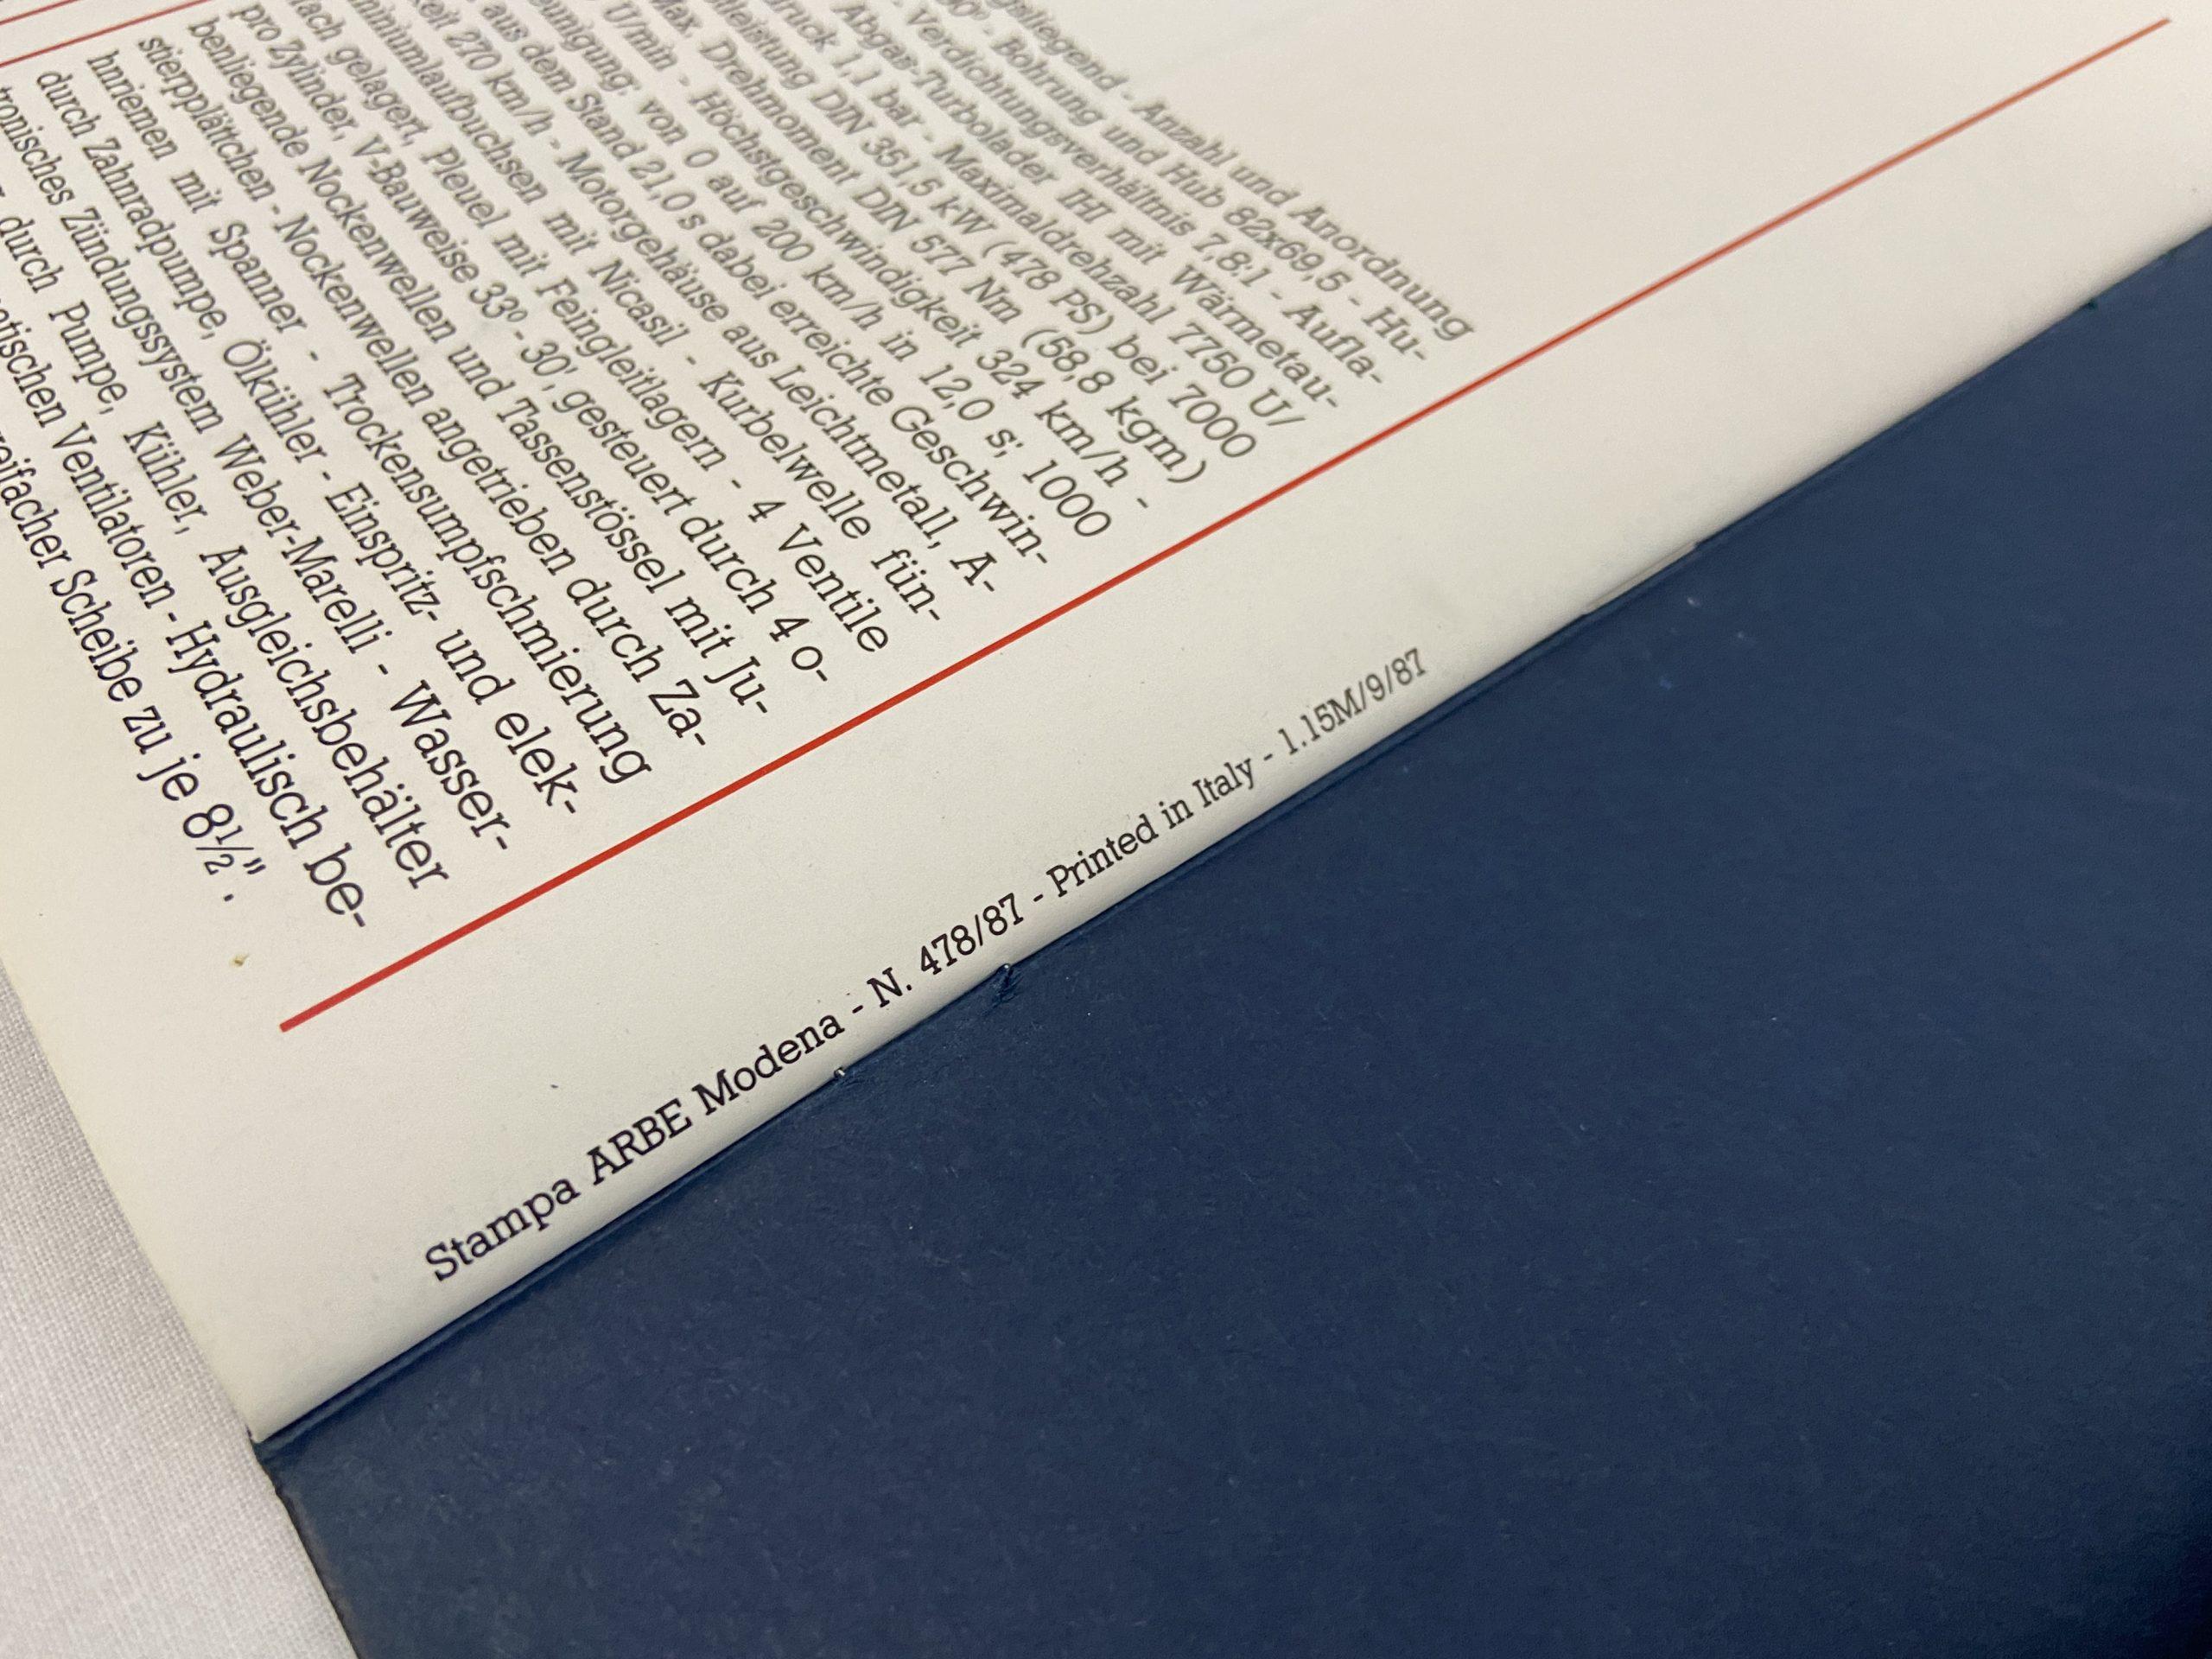 - Anzahl und Anordnung
90º - Bohrung und Hub 82x69,5 - Hu-
- Verdichtungsverhältnis 7,8:1 - Aufla-
Abgas-Turbolader IHI mit Wärmetau-
druck 1,1 bar - Maximaldrehzahl 7750 U/
leistung DIN 351,5 kW (478 PS) bei 7000
Max. Drehmoment DIN 577 Nm (58,8 kgm)
U/min - Höchstgeschwindigkeit 324 km/h -
eunigung: von 0 auf 200 km/h in 12,0 s; 1000
aus dem Stand 21,0 s dabei erreichte Geschwin-
keit 270 km/h - Motorgehäuse aus Leichtmetall, A-
miniumlaufbuchsen mit Nicasil - Kurbelwelle fün-
ach gelagert, Pleuel mit Feingleitlagern - 4 Ventile
pro Zylinder, V-Bauweise 33º - 30', gesteuert durch 4 o-
benliegende Nockenwellen und Tassenstössel mit Ju-
stierpplättchen - Nockenwellen angetrieben durch Za-
hnriemen mit Spanner - Trockensumpfschmierung
durch Zahnradpumpe, Ölkühler - Einspritz- und elek-
tronisches Zündungssystem Weber-Marelli - Wasser-
durch Pumpe, Kühler, Ausgleichsbehälter
tischen Ventilatoren - Hydraulisch be-
reifacher Scheibe zu je 8½".
Stampa ARBE Modena - N. 478/87 - Printed in Italy - 1.15M/9/87